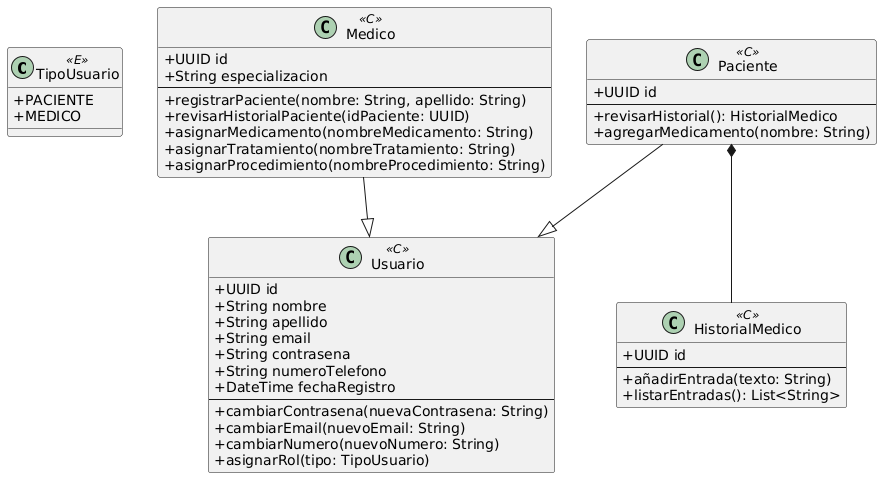 C
«E»
TipoUsuario
+PACIENTE
+MEDICO
C
«C»
Medico
+UUID id
+String especializacion
+registrarPaciente(nombre: String, apellido: String)
+revisarHistorialPaciente(idPaciente: UUID)
+asignarMedicamento(nombreMedicamento: String)
+asignarTratamiento(nombreTratamiento: String)
+asignarProcedimiento(nombreProcedimiento: String)
C
«C»
Paciente
+UUID id
+revisarHistorial(): HistorialMedico
+agregarMedicamento(nombre: String)
C
«C»
Usuario
+UUID id
+String nombre
+String apellido
+String email
+String contrasena
+String numeroTelefono
+DateTime fechaRegistro
+cambiarContrasena(nuevaContrasena: String)
+cambiarEmail(nuevoEmail: String)
+cambiarNumero(nuevoNumero: String)
+asignarRol(tipo: TipoUsuario)
C
«C»
HistorialMedico
+UUID id
+añadirEntrada(texto: String)
+listarEntradas(): List<String>